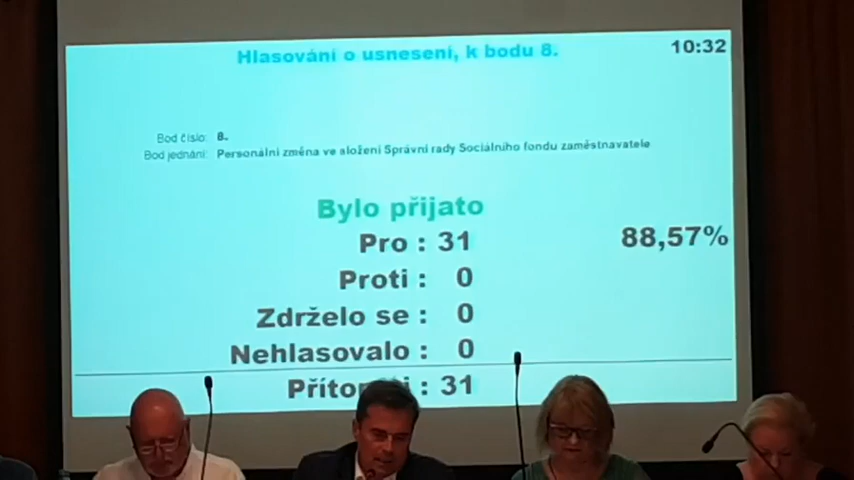 Hlasování o usnesení, k bodu 8.
10:32
Bod číslo: 8.
Bod jednání: Personální změna ve složení Správní rady Sociálního fondu zaměstnavatele
Bylo přijato
Pro : 31
88,57%
Proti : 0
Zdrželo se : 0
Nehlasovalo : 0
: 31